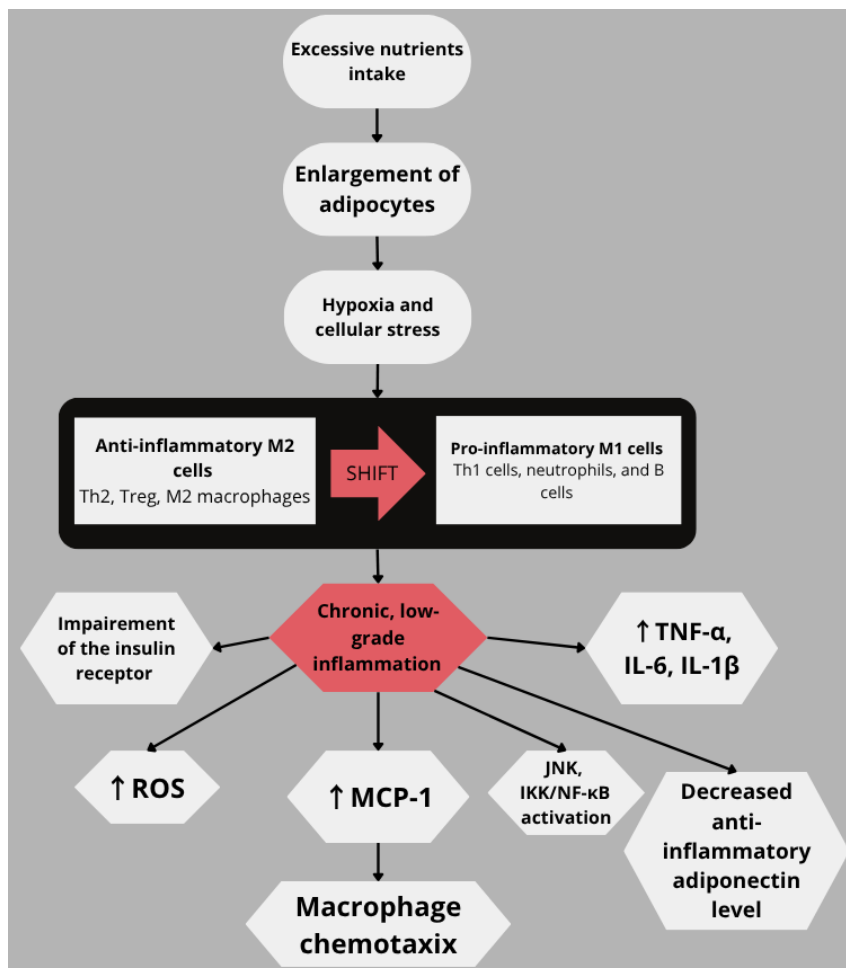 Excessive nutrients
intake
Enlargement of
adipocytes
Hypoxia and
cellular stress
Anti-inflammatory M2
cells
Th2, Treg, M2 macrophages
SHIFT
Pro-inflammatory M1 cells
Th1 cells, neutrophils, and B
cells
Impairement
of the insulin
receptor
Chronic, low-
grade
inflammation
↑TNF-α,
IL-6, IL-1β
↑ROS
↑MCP-1
JNK,
IKK/NF-κB
activation
Decreased
anti-
inflammatory
adiponectin
level
Macrophage
chemotaxix